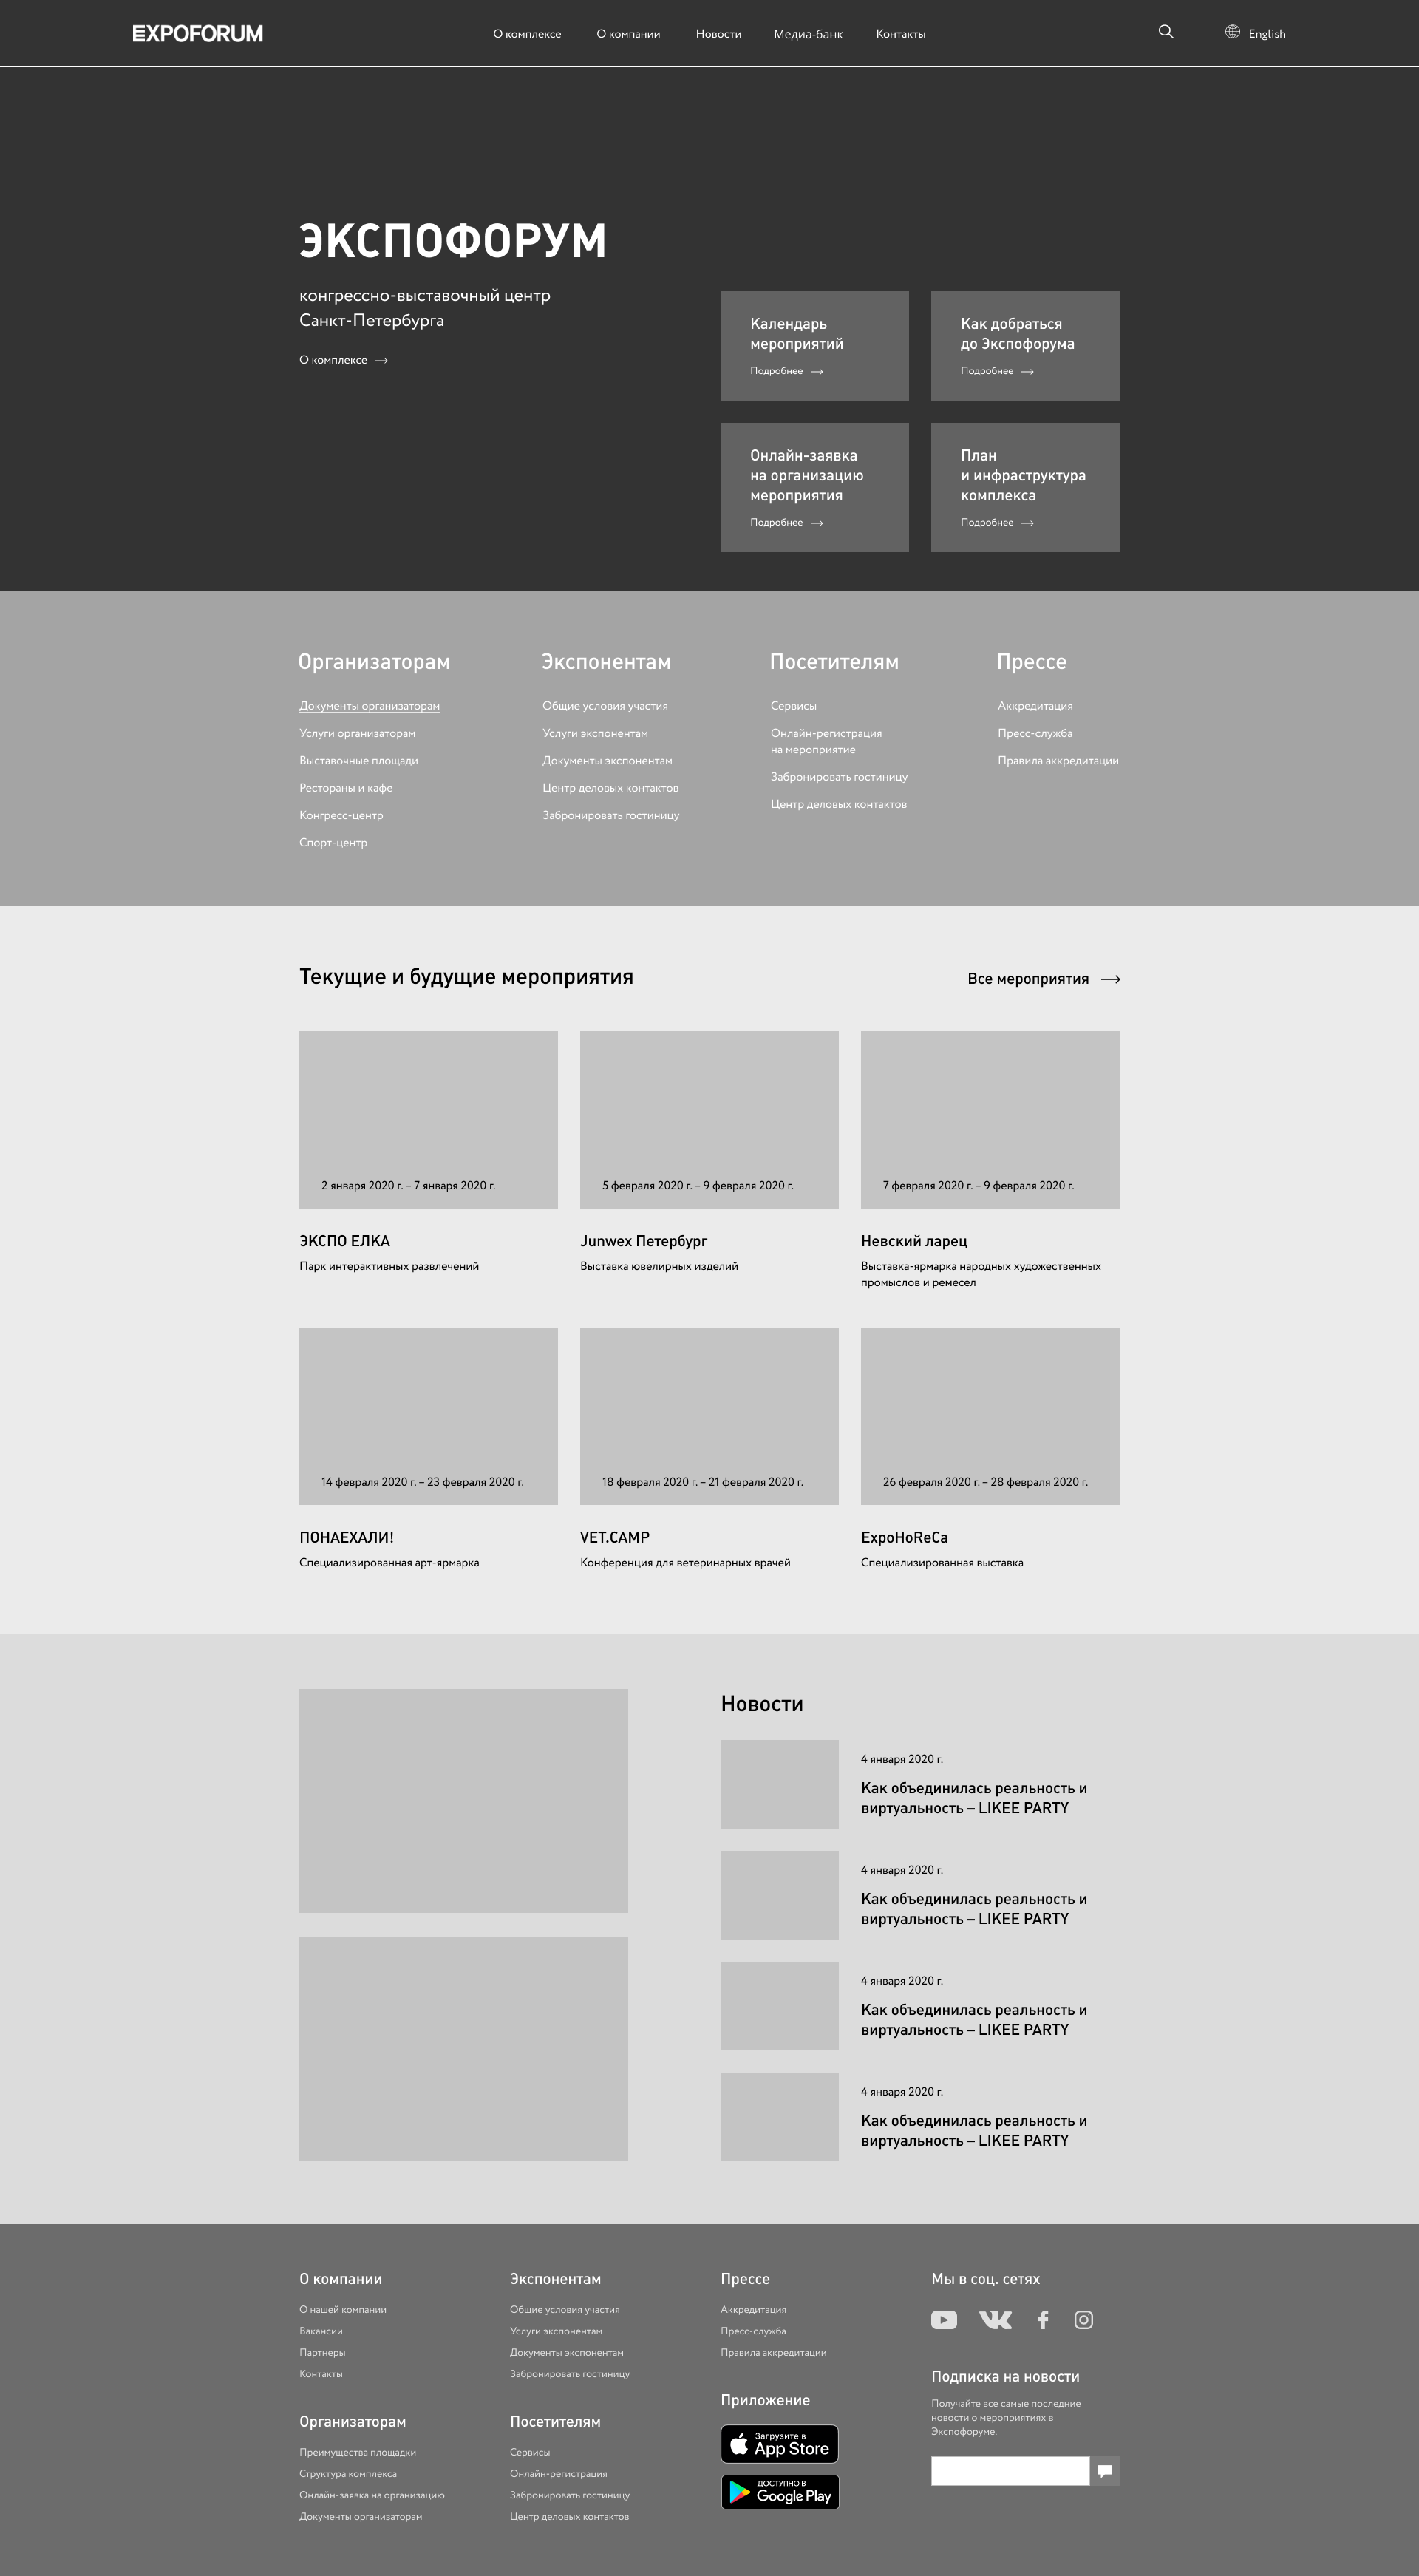 EXPOFORUM
О комплексе
О компании
Новости
Медиа-банк
Контакты
English
ЭКСПОФОРУМ
конгрессно-выставочный центр
Санкт-Петербурга
О комплексе
Календарь
мероприятий
Подробнее
Как добраться
до Экспофорума
Подробнее
Онлайн-заявка
на организацию
мероприятия
Подробнее
План
и инфраструктура
комплекса
Подробнее
Организаторам
Документы организаторам
Услуги организаторам
Выставочные площади
Рестораны и кафе
Конгресс-центр
Спорт-центр
Экспонентам
Общие условия участия
Услуги экспонентам
Документы экспонентам
Центр деловых контактов
Забронировать гостиницу
Посетителям
Сервисы
Онлайн-регистрация
на мероприятие
Забронировать гостиницу
Центр деловых контактов
Прессе
Аккредитация
Пресс-служба
Правила аккредитации
Текущие и будущие мероприятия
Все мероприятия
2 января 2020 г. – 7 января 2020 г.
ЭКСПО ЕЛКА
Парк интерактивных развлечений
5 февраля 2020 г. – 9 февраля 2020 г.
Junwex Петербург
Выставка ювелирных изделий
7 февраля 2020 г. – 9 февраля 2020 г.
Невский ларец
Выставка-ярмарка народных художественных
промыслов и ремесел
14 февраля 2020 г. – 23 февраля 2020 г.
ПОНАЕХАЛИ!
Специализированная арт-ярмарка
18 февраля 2020 г. – 21 февраля 2020 г.
VET.CAMP
Конференция для ветеринарных врачей
26 февраля 2020 г. – 28 февраля 2020 г.
ExpoHoReCa
Специализированная выставка
Новости
4 января 2020 г.
Как объединилась реальность и
виртуальность – LIKEE PARTY
4 января 2020 г.
Как объединилась реальность и
виртуальность – LIKEE PARTY
4 января 2020 г.
Как объединилась реальность и
виртуальность – LIKEE PARTY
4 января 2020 г.
Как объединилась реальность и
виртуальность – LIKEE PARTY
О компании
О нашей компании
Вакансии
Партнеры
Контакты
Организаторам
Преимущества площадки
Структура комплекса
Онлайн-заявка на организацию
Документы организаторам
Экспонентам
Общие условия участия
Услуги экспонентам
Документы экспонентам
Забронировать гостиницу
Посетителям
Сервисы
Онлайн-регистрация
Забронировать гостиницу
Центр деловых контактов
Прессе
Аккредитация
Пресс-служба
Правила аккредитации
Приложение
Загрузите в
App Store
ДОСТУПНО В
Google Play
Мы в соц. сетях
Подписка на новости
Получайте все самые последние
новости о мероприятиях в
Экспофоруме.